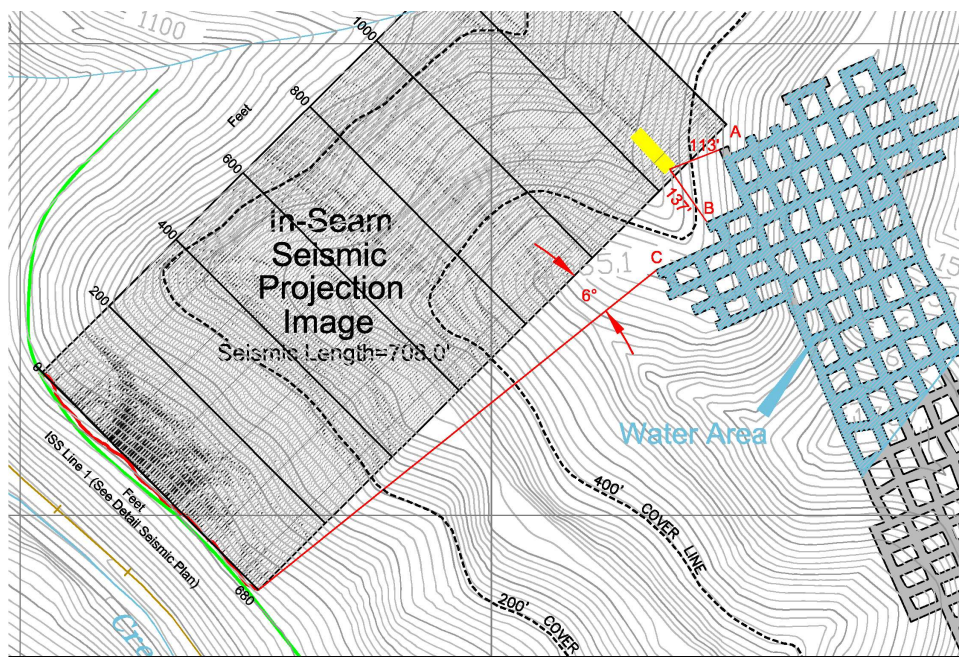 1100
1000
Feet
800
600
400
200
0
In-Seam
Seismic
Projection
Image
Seismic Length=708.0'
A
113'
137'
B
C
6°
Water Area
ISS Line 1 (See Detail Seismic Plan)
Feet
680
400' COVER LINE
200' COVER
Cre